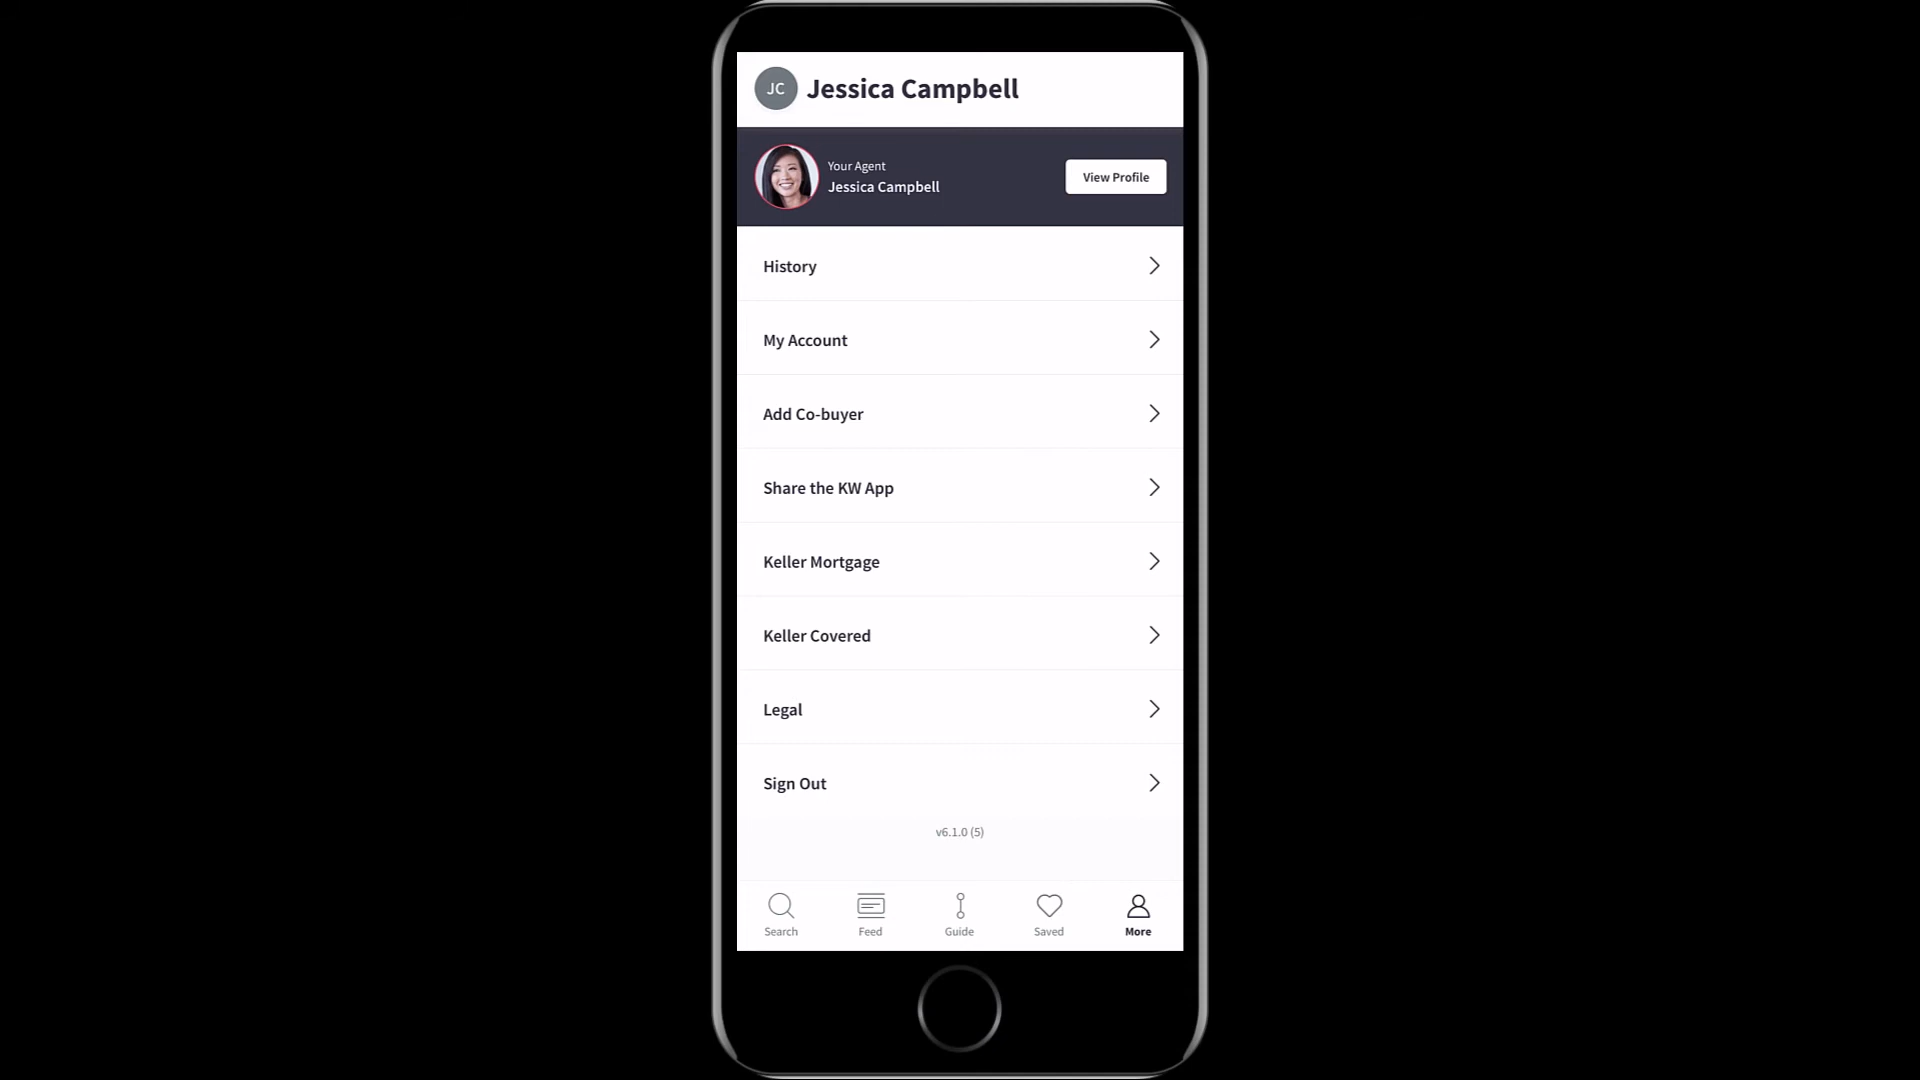 JC Jessica Campbell
Your Agent
Jessica Campbell
View Profile
History
My Account
Add Co-buyer
Share the KW App
Keller Mortgage
Keller Covered
Legal
Sign Out
v6.1.0 (5)
Search Feed Guide Saved More